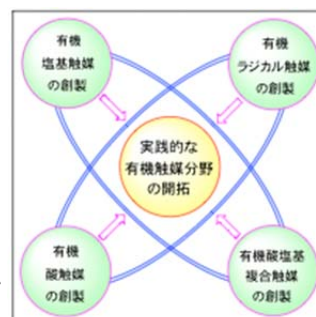 有機
塩基触媒
の創製
有機
ラジカル触媒
の創製
実践的な
有機触媒分野
の開拓
有機
酸触媒
の創製
有機酸塩基
複合触媒
の創製